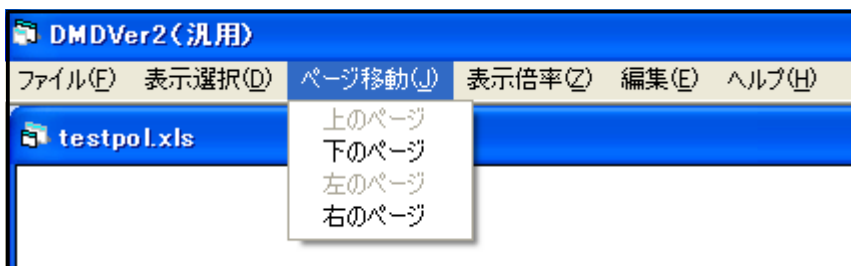 DMDVer2(汎用)
ファイル(F) 表示選択(D) ページ移動(J) 表示倍率(Z) 編集(E) ヘルプ(H)
上のページ
testpol.xls
下のページ
左のページ
右のページ